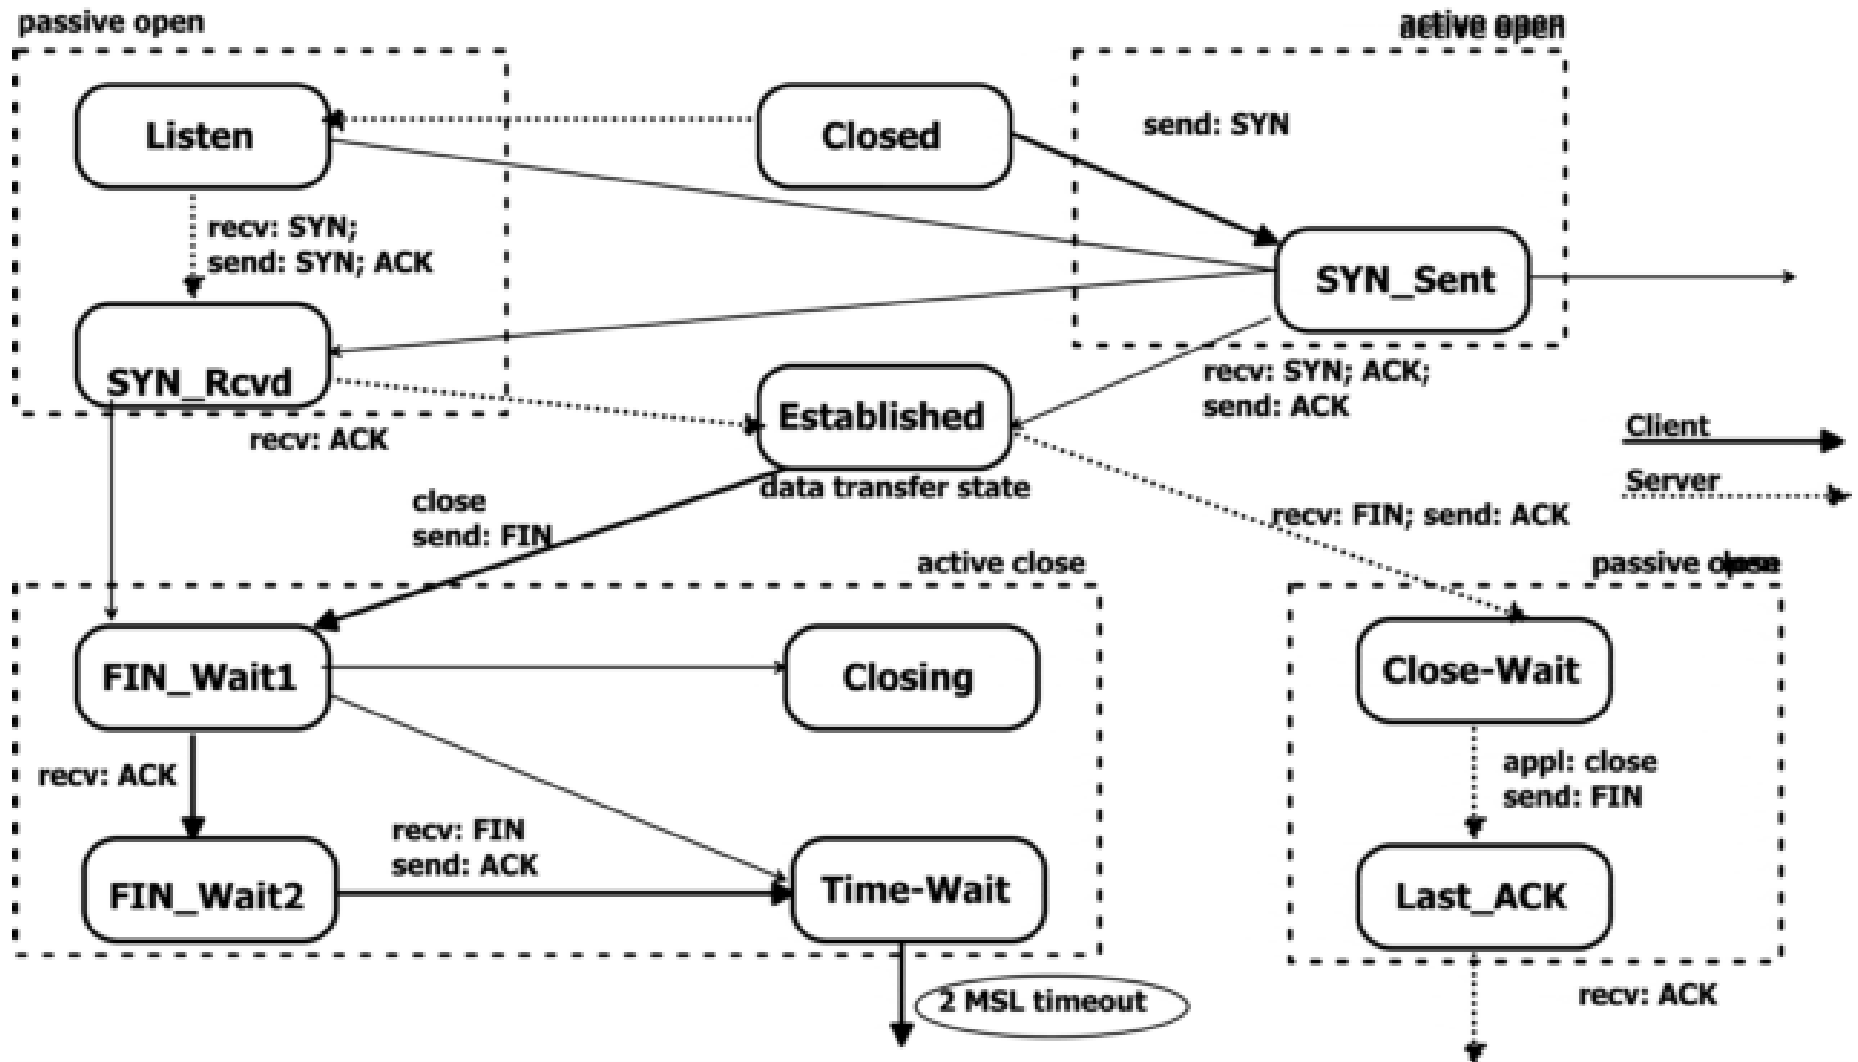 passive open
active open
Listen
Closed
send: SYN
recv: SYN;
send: SYN; ACK
SYN_Sent
SYN_Rcvd
recv: ACK
Established
data transfer state
recv: SYN; ACK;
send: ACK
Client
Server
close
send: FIN
recv: FIN; send: ACK
active close
passive close
FIN_Wait1
Closing
Close-Wait
recv: ACK
appl: close
send: FIN
recv: FIN
send: ACK
FIN_Wait2
Time-Wait
Last_ACK
2 MSL timeout
recv: ACK